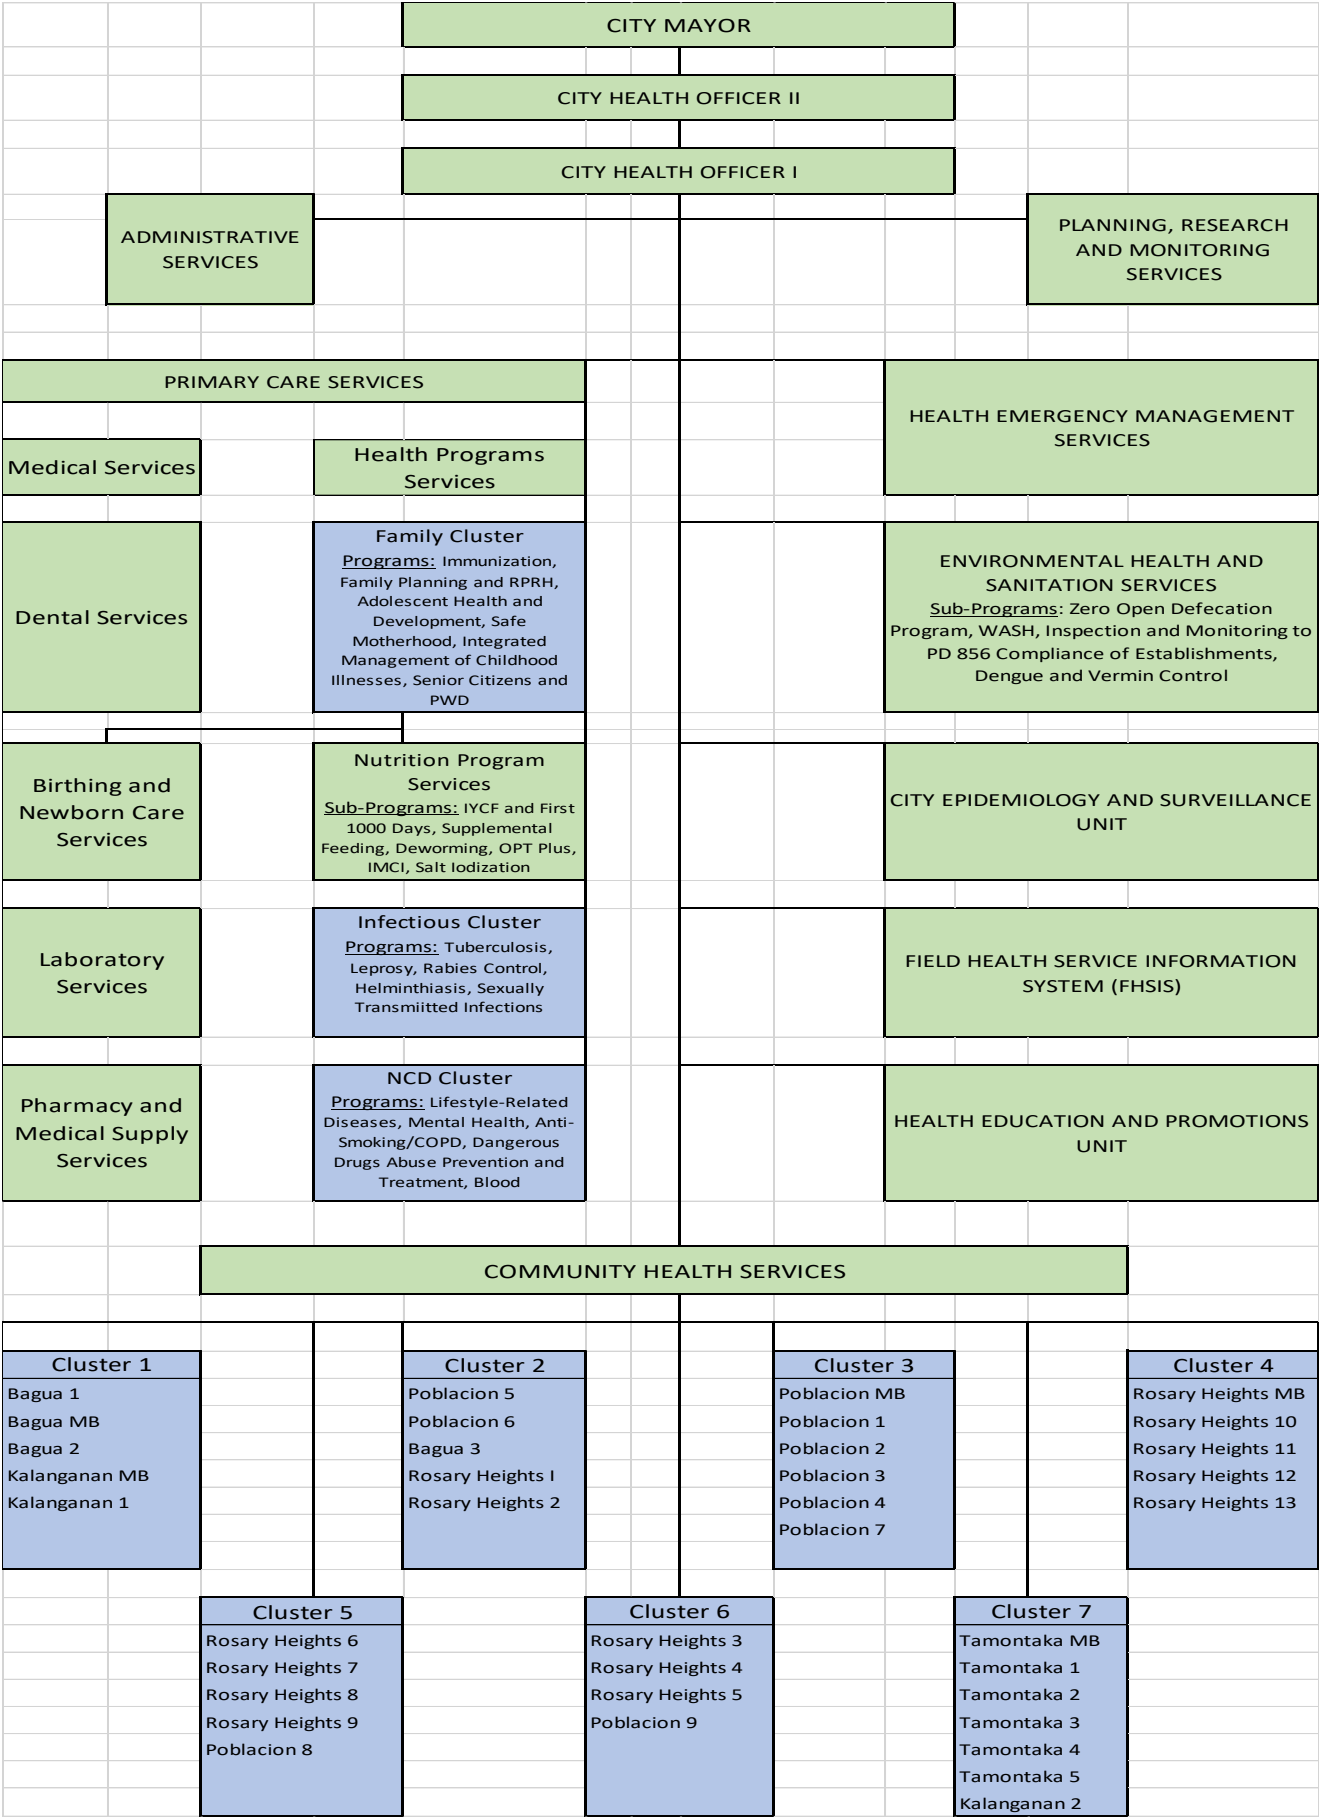 CITY MAYOR
CITY HEALTH OFFICER II
CITY HEALTH OFFICER I
ADMINISTRATIVE
SERVICES
PLANNING, RESEARCH
AND MONITORING
SERVICES
PRIMARY CARE SERVICES
Medical Services
Health Programs
Services
Dental Services
Family Cluster
Programs: Immunization,
Family Planning and RPRH,
Adolescent Health and
Development, Safe
Motherhood, Integrated
Management of Childhood
Illnesses, Senior Citizens and
PWD
Birthing and
Newborn Care
Services
Nutrition Program
Services
Sub-Programs: IYCF and First
1000 Days, Supplemental
Feeding, Deworming, OPT Plus,
IMCI, Salt Iodization
Laboratory
Services
Infectious Cluster
Programs: Tuberculosis,
Leprosy, Rabies Control,
Helminthiasis, Sexually
Transmiitted Infections
Pharmacy and
Medical Supply
Services
NCD Cluster
Programs: Lifestyle-Related
Diseases, Mental Health, Anti-
Smoking/COPD, Dangerous
Drugs Abuse Prevention and
Treatment, Blood
HEALTH EMERGENCY MANAGEMENT
SERVICES
ENVIRONMENTAL HEALTH AND
SANITATION SERVICES
Sub-Programs: Zero Open Defecation
Program, WASH, Inspection and Monitoring to
PD 856 Compliance of Establishments,
Dengue and Vermin Control
CITY EPIDEMIOLOGY AND SURVEILLANCE
UNIT
FIELD HEALTH SERVICE INFORMATION
SYSTEM (FHSIS)
HEALTH EDUCATION AND PROMOTIONS
UNIT
COMMUNITY HEALTH SERVICES
Cluster 1
Bagua 1
Bagua MB
Bagua 2
Kalanganan MB
Kalanganan 1
Cluster 2
Poblacion 5
Poblacion 6
Bagua 3
Rosary Heights I
Rosary Heights 2
Cluster 3
Poblacion MB
Poblacion 1
Poblacion 2
Poblacion 3
Poblacion 4
Poblacion 7
Cluster 4
Rosary Heights MB
Rosary Heights 10
Rosary Heights 11
Rosary Heights 12
Rosary Heights 13
Cluster 5
Rosary Heights 6
Rosary Heights 7
Rosary Heights 8
Rosary Heights 9
Poblacion 8
Cluster 6
Rosary Heights 3
Rosary Heights 4
Rosary Heights 5
Poblacion 9
Cluster 7
Tamontaka MB
Tamontaka 1
Tamontaka 2
Tamontaka 3
Tamontaka 4
Tamontaka 5
Kalanganan 2